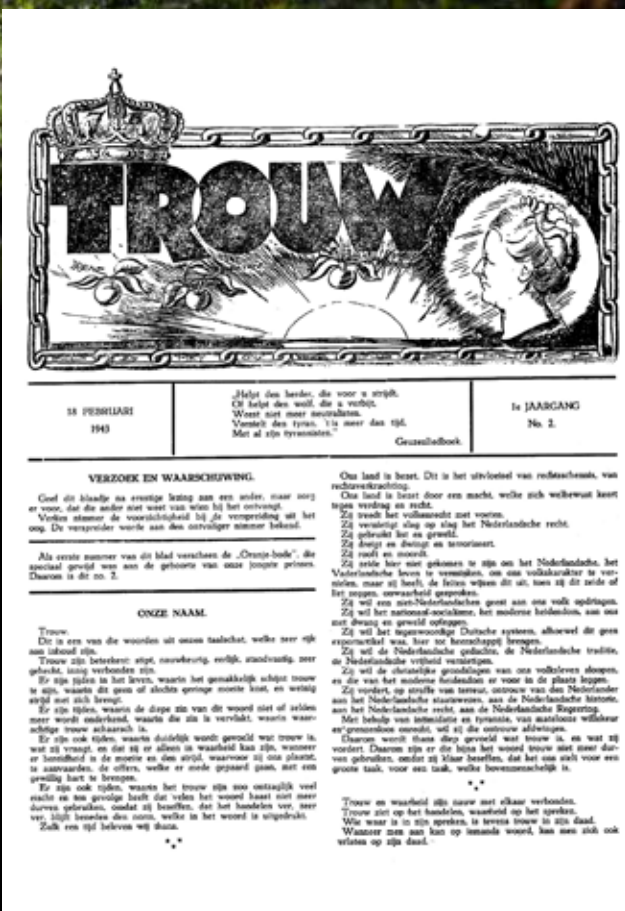 TROUW
18 FEBRUARI
1943
„Helpt den herder, die voor u strijdt,
Of helpt den wolf, die u verbijt,
Weest niet meer neutralisten.
Vernielt den tyran, 't is meer dan tijd.
Met al zijn tyrannisten."
Geuzenliedboek.
1e JAARGANG
No. 2.
VERZOEK EN WAARSCHUWING.
Geef dit blaadje na ernstige lezing aan een ander, maar zorg
er voor, dat die ander niet weet van wien hij het ontvangt.
Verlies nimmer de voorzichtigheid bij de verspreiding uit het
oog. De verspreider worde aan den ontvanger nimmer bekend.
Als eerste nummer van dit blad verscheen de „Oranje-bode", die
speciaal gewijd was aan de geboorte van onze jongste prinses.
Daarom is dit no. 2.
ONZE NAAM.
Trouw.
Dit is een van die woorden uit onzen taalschat, welke zeer rijk
aan inhoud zijn.
Trouw zijn beteekent: stipt, nauwkeurig, eerlijk, standvastig, zeer
gehecht, innig verbonden zijn.
Er zijn tijden in het leven, waarin het gemakkelijk schijnt trouw
te zijn, waarin dit geen of slechts geringe moeite kost, en weinig
strijd met zich brengt.
Er zijn tijden, waarin de diepe zin van dit woord niet of zelden
meer wordt onderkend, waarin die zin is vervlakt, waarin waar-
achtige trouw schaarsch is.
Er zijn ook tijden, waarin duidelijk wordt gevoeld wat trouw is,
wat zij vraagt, en dat zij er alleen in waarheid kan zijn, wanneer
er bereidheid is de moeite en den strijd, waarvoor zij ons plaatst,
te aanvaarden, de offers, welke er mede gepaard gaan, met een
gewillig hart te brengen.
Er zijn ook tijden, waarin het trouw zijn zoo ontzaglijk veel
eischt en ten gevolge heeft dat velen het woord haast niet meer
durven gebruiken, omdat zij beseffen, dat het handelen ver, zeer
ver, blijft beneden den norm, welke in het woord is uitgedrukt.
Zulk een tijd beleven wij thans.
Ons land is bezet. Dit is het uitvloeisel van rechtsschennis, van
rechtsverkrachting.
Ons land is bezet door een macht, welke zich welbewust keert
tegen verdrag en recht.
Zij treedt het volkenrecht met voeten.
Zij vernietigt slag op slag het Nederlandsche recht.
Zij gebruikt list en geweld.
Zij dreigt en dwingt en terroriseert.
Zij rooft en moordt.
Zij zeide hier niet gekomen te zijn om het Nederlandsche, het
Vaderlandsche leven te vernietigen, om ons volkskarakter te ver-
nielen, maar zij heeft, de feiten wijzen dit uit, toen zij dit zeide of
liet zeggen, onwaarheid gesproken.
Zij wil een niet-Nederlandschen geest aan ons volk opdringen.
Zij wil het nationaal-socialisme, het moderne heidendom, aan ons
met dwang en geweld opleggen.
Zij wil het tegenwoordige Duitsche systeem, alhoewel dit geen
exportartikel was, hier tot heerschappij brengen.
Zij wil de Nederlandsche gedachte, de Nederlandsche traditie,
de Nederlandsche vrijheid vernietigen.
Zij wil de christelijke grondslagen van ons volksleven sloopen,
en die van het moderne heidendom er voor in de plaats leggen.
Zij vordert, op straffe van terreur, ontrouw van den Nederlander
aan het Nederlandsche staatswezen, aan de Nederlandsche historie,
aan het Nederlandsche recht, aan de Nederlandsche Regeering.
Met behulp van intimidatie en tyrannie, van matelooze willekeur
en grenzenloos onrecht, wil zij die ontrouw afdwingen.
Daarom wordt thans diep gevoeld wat trouw is, en wat zij
vordert. Daarom zijn er die bijna het woord trouw niet meer dur-
ven gebruiken, omdat zij klaar beseffen, dat het ons stelt voor een
groote taak, voor een taak, welke bovenmenschelijk is.
Trouw en waarheid zijn nauw met elkaar verbonden.
Trouw ziet op het handelen, waarheid op het spreken.
Wie waar is in zijn spreken, is tevens trouw in zijn daad.
Wanneer men aan kan op iemands woord, kan men zich ook
verlaten op zijn daad.